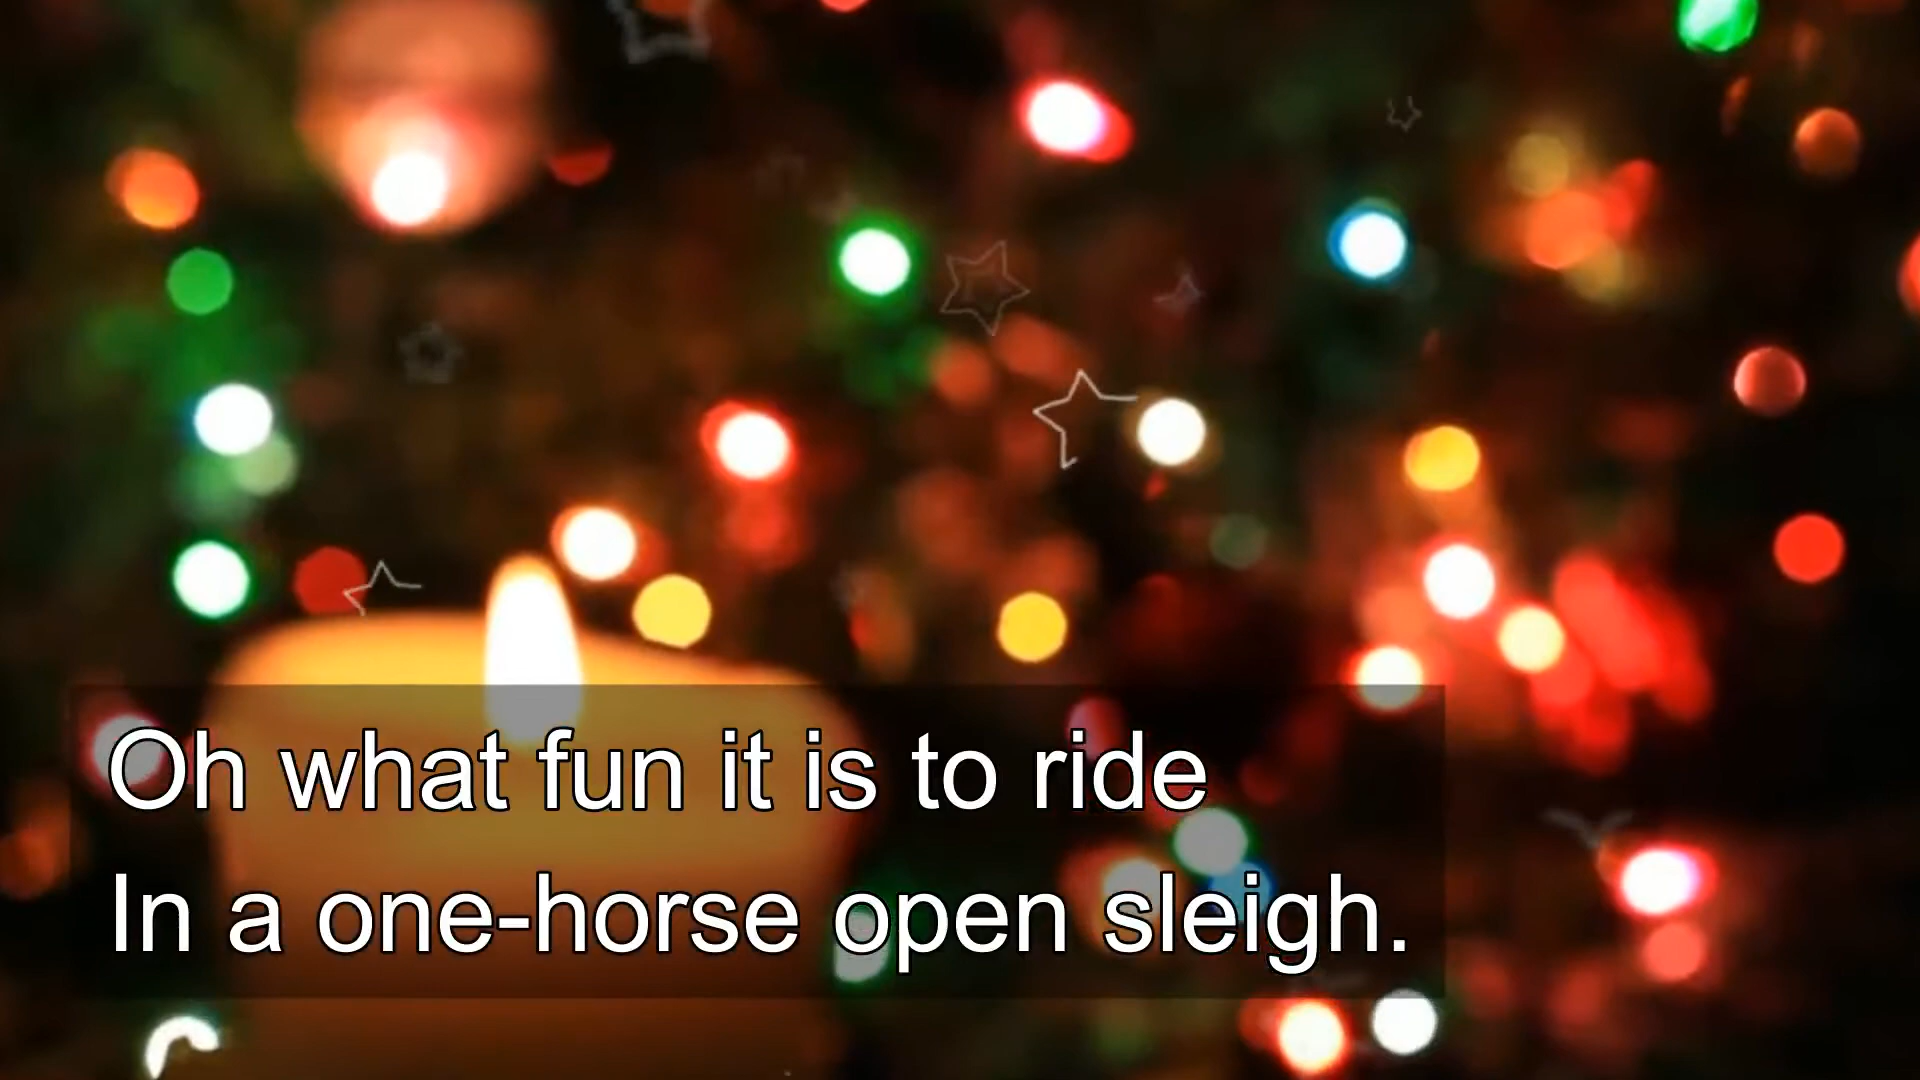 Oh what fun it is to ride
In a one-horse open sleigh.